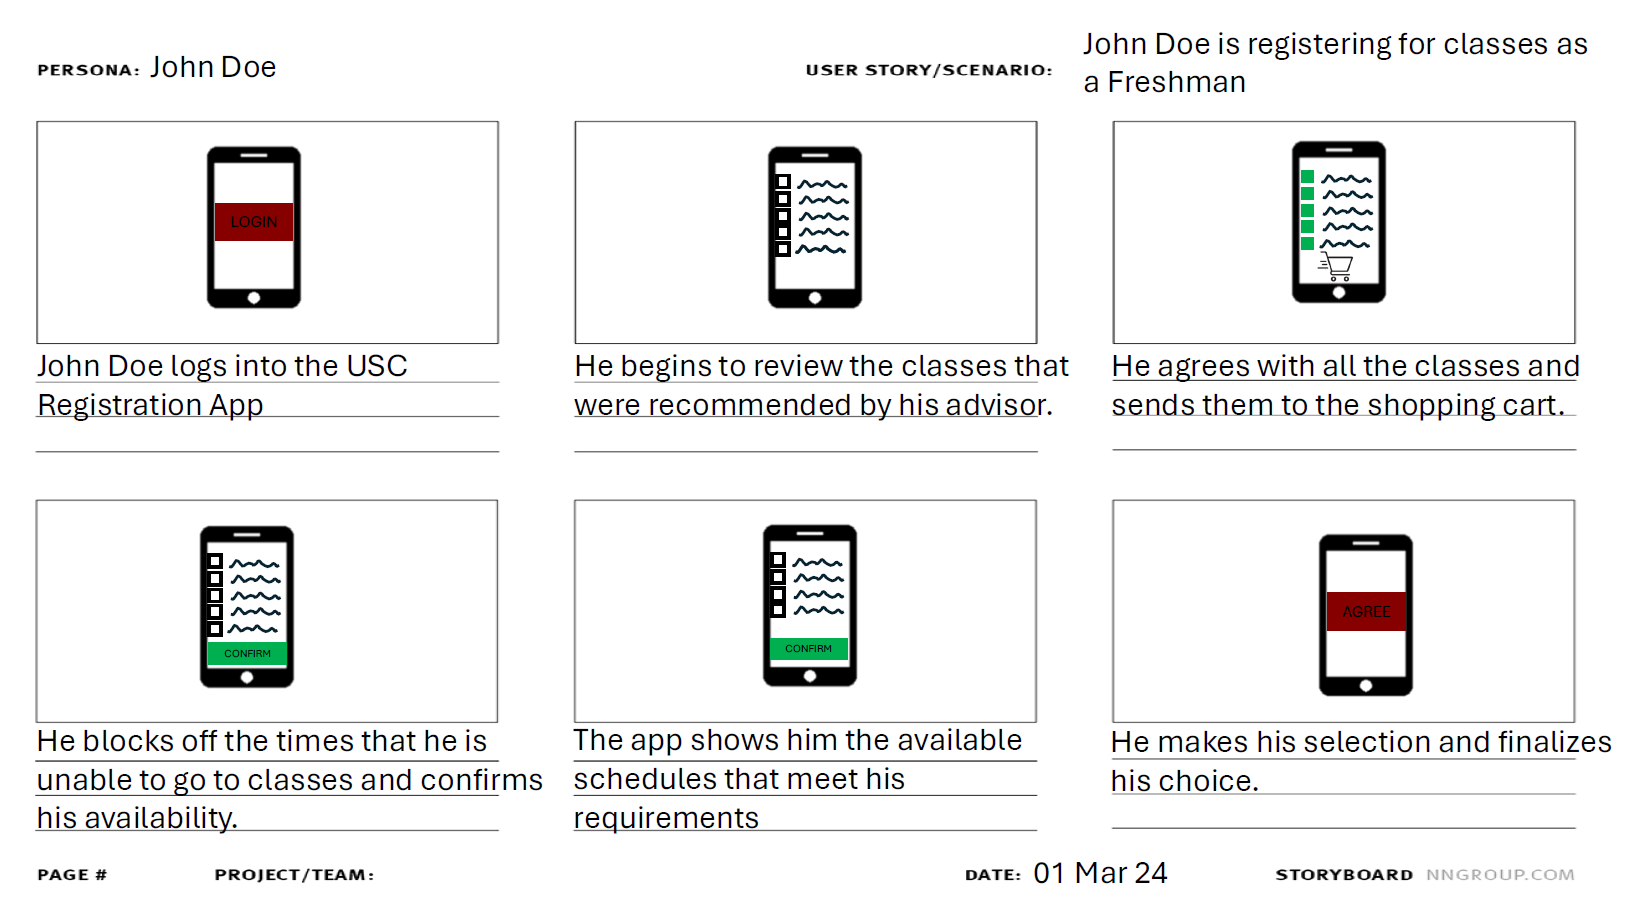 PERSONA: John Doe
USER STORY/SCENARIO: John Doe is registering for classes as
a Freshman
LOGIN
John Doe logs into the USC
Registration App
He begins to review the classes that
were recommended by his advisor.
He agrees with all the classes and
sends them to the shopping cart.
CONFIRM
He blocks off the times that he is
unable to go to classes and confirms
his availability.
CONFIRM
The app shows him the available
schedules that meet his
requirements
AGREE
He makes his selection and finalizes
his choice.
PAGE # PROJECT/TEAM: DATE: 01 Mar 24 STORYBOARD NNGROUP.COM